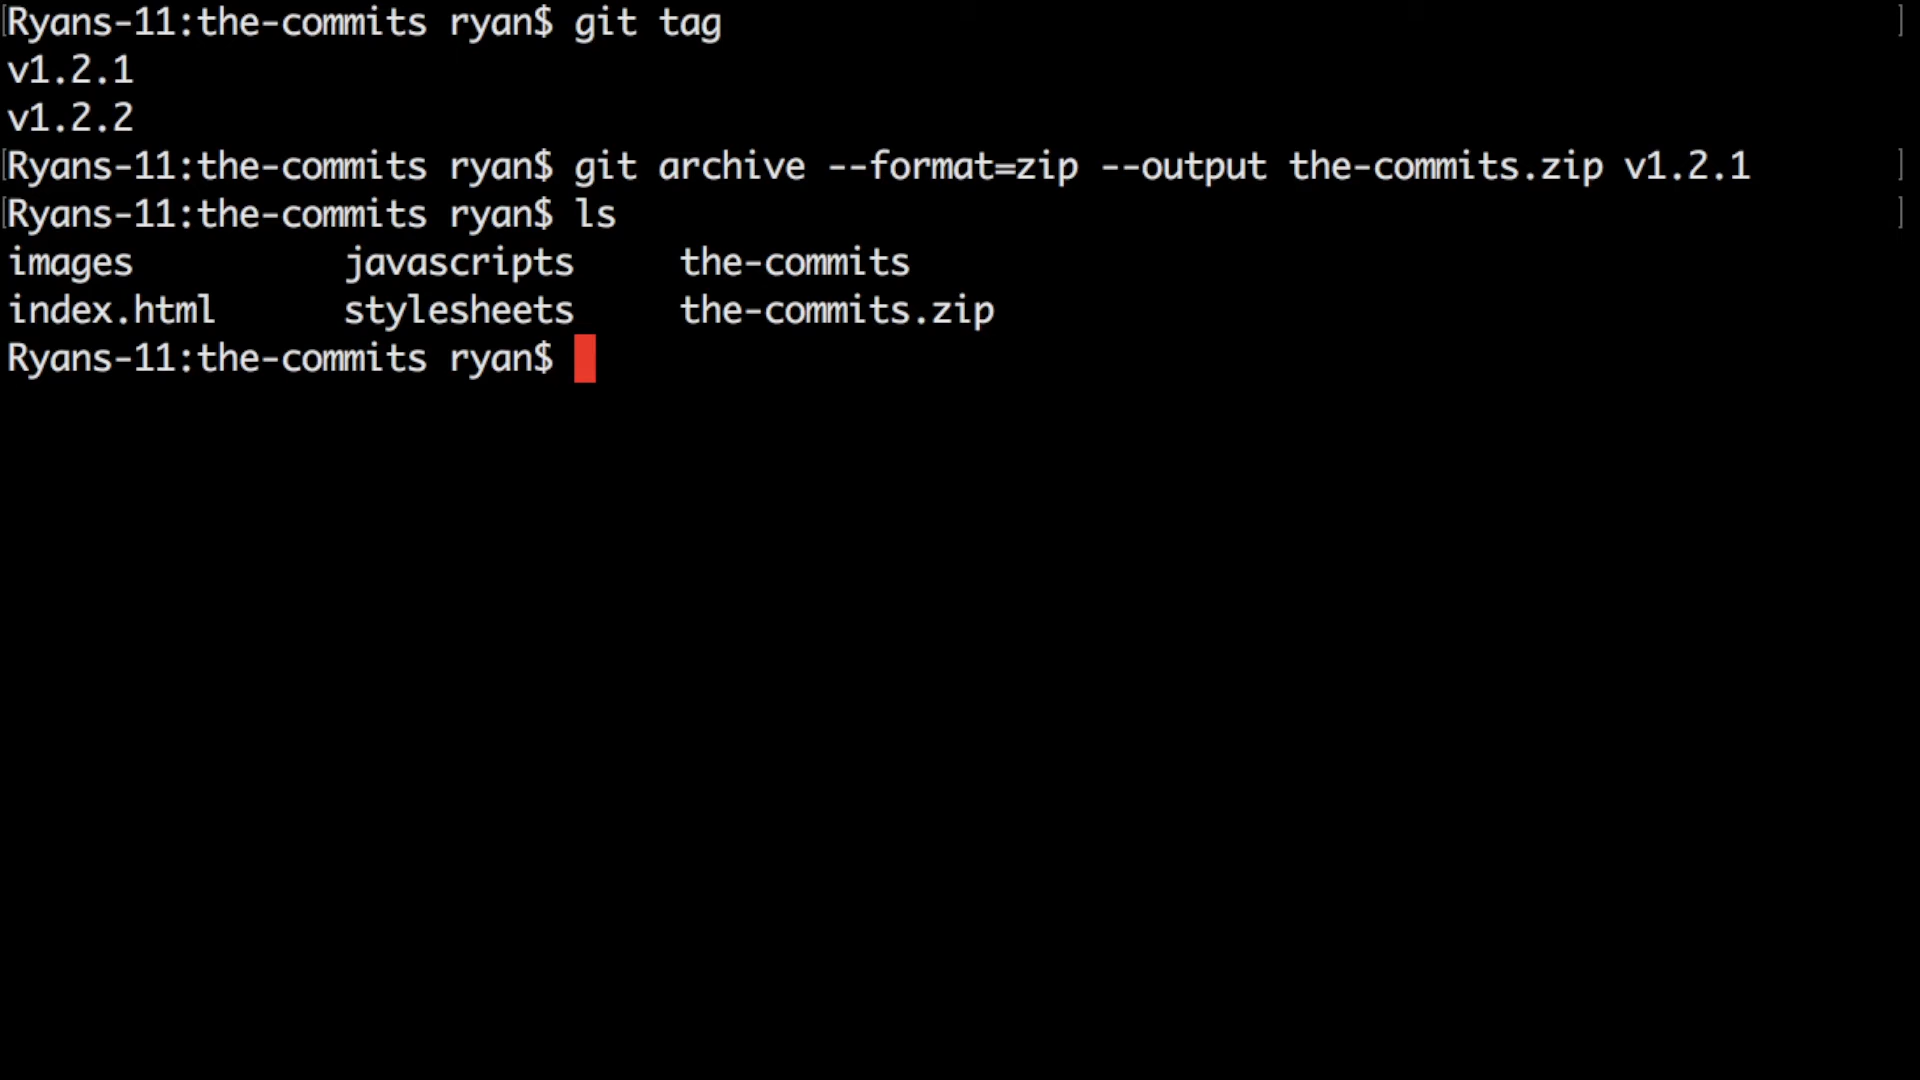 [Ryans-11:the-commits ryan$ git tag ]
v1.2.1
v1.2.2
[Ryans-11:the-commits ryan$ git archive --format=zip --output the-commits.zip v1.2.1 ]
[Ryans-11:the-commits ryan$ ls ]
images javascripts the-commits
index.html stylesheets the-commits.zip
Ryans-11:the-commits ryan$